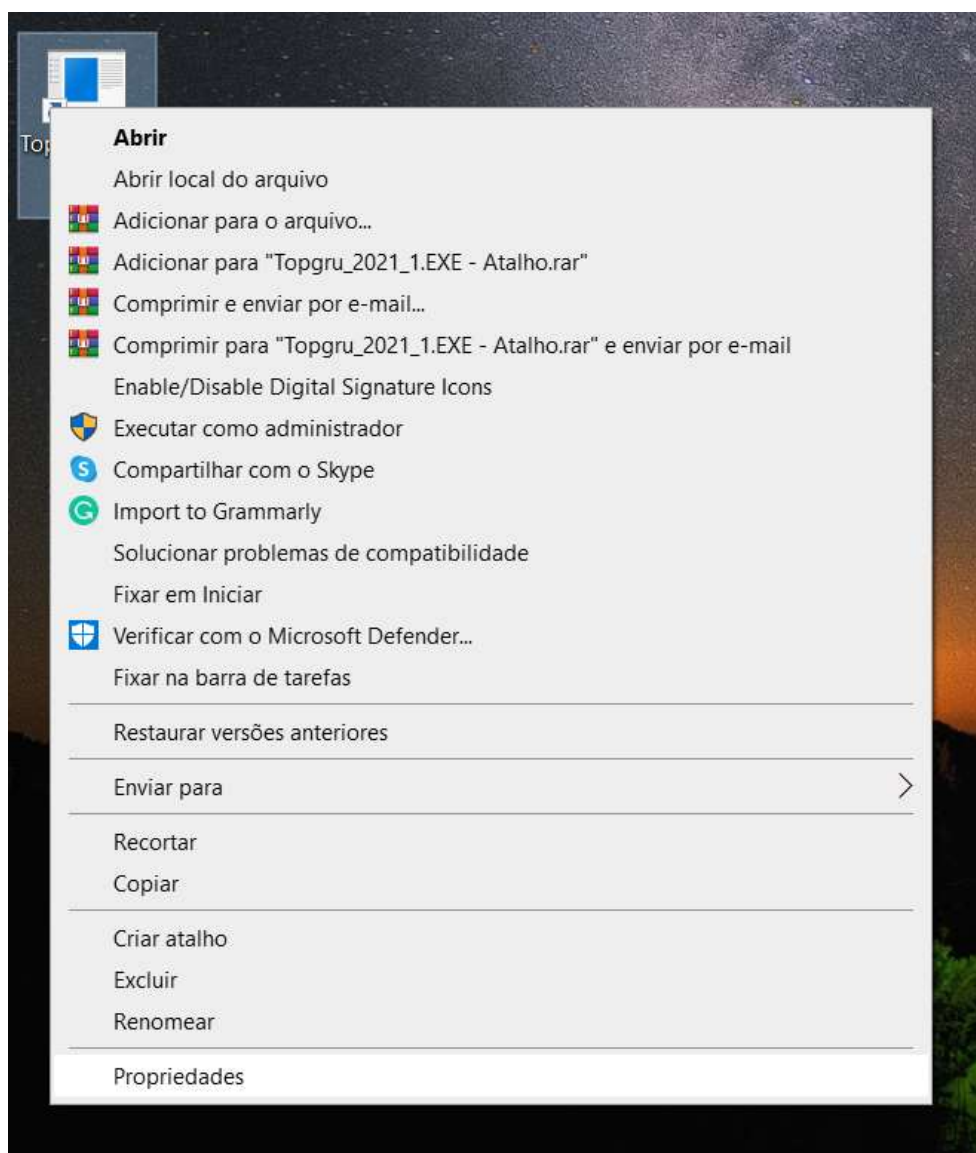 Abrir
Abrir local do arquivo
Adicionar para o arquivo...
Adicionar para "Topgru_2021_1.EXE - Atalho.rar"
Comprimir e enviar por e-mail...
Comprimir para "Topgru_2021_1.EXE - Atalho.rar" e enviar por e-mail
Enable/Disable Digital Signature Icons
Executar como administrador
Compartilhar com o Skype
Import to Grammarly
Solucionar problemas de compatibilidade
Fixar em Iniciar
Verificar com o Microsoft Defender...
Fixar na barra de tarefas
Restaurar versões anteriores
Enviar para
Recortar
Copiar
Criar atalho
Excluir
Renomear
Propriedades